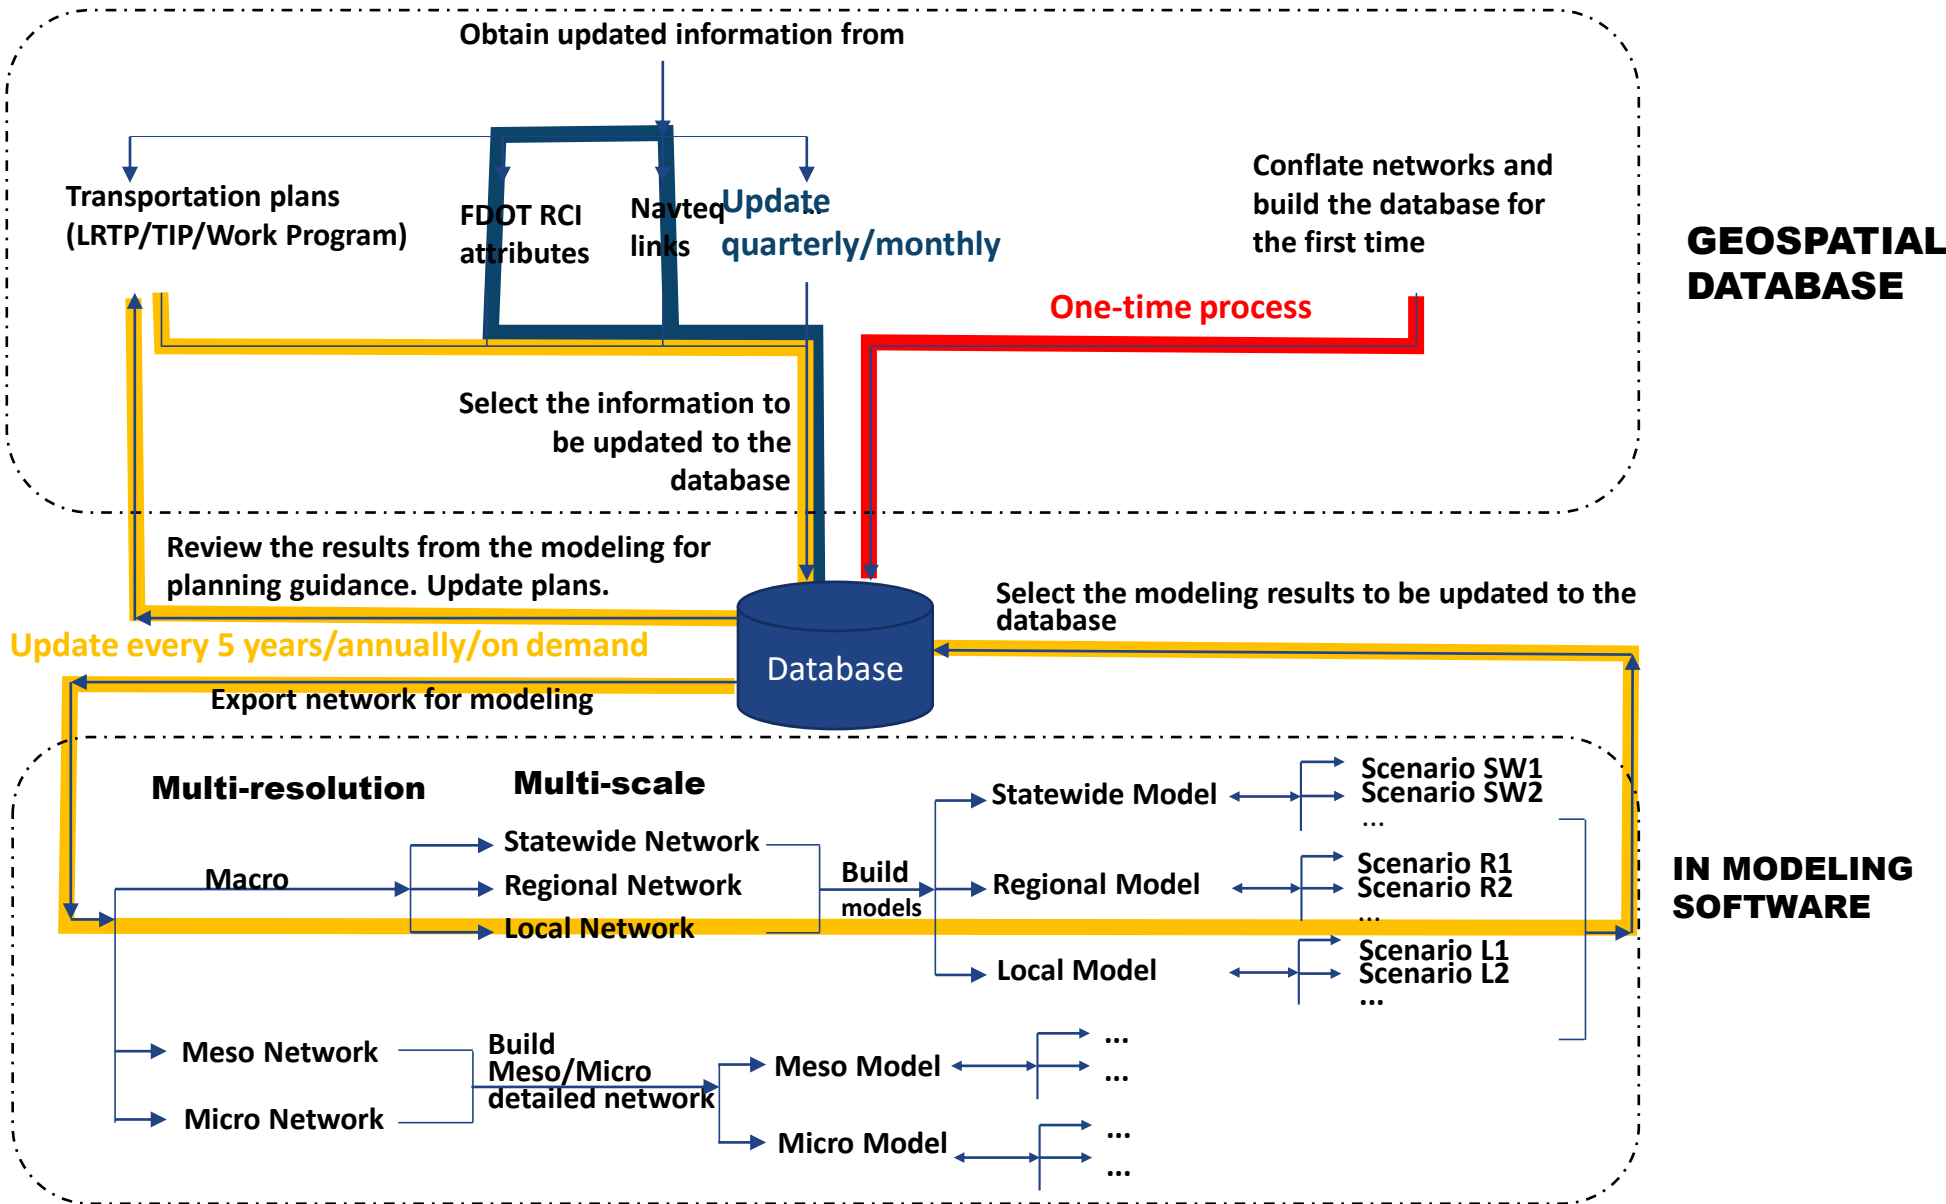 Obtain updated information from
Transportation plans
(LRTP/TIP/Work Program)
FDOT RCI
attributes
Navteq
links
...
Update
quarterly/monthly
Conflate networks and
build the database for
the first time
GEOSPATIAL
DATABASE
One-time process
Select the information to
be updated to the
database
Review the results from the modeling for
planning guidance. Update plans.
Select the modeling results to be updated to the
database
Update every 5 years/annually/on demand
Database
Export network for modeling
Multi-resolution
Multi-scale
Macro
Statewide Network
Regional Network
Local Network
Build
models
Statewide Model
Regional Model
Local Model
Scenario SW1
Scenario SW2
...
Scenario R1
Scenario R2
...
Scenario L1
Scenario L2
...
IN MODELING
SOFTWARE
Meso Network
Micro Network
Build
Meso/Micro
detailed network
Meso Model
...
...
Micro Model
...
...